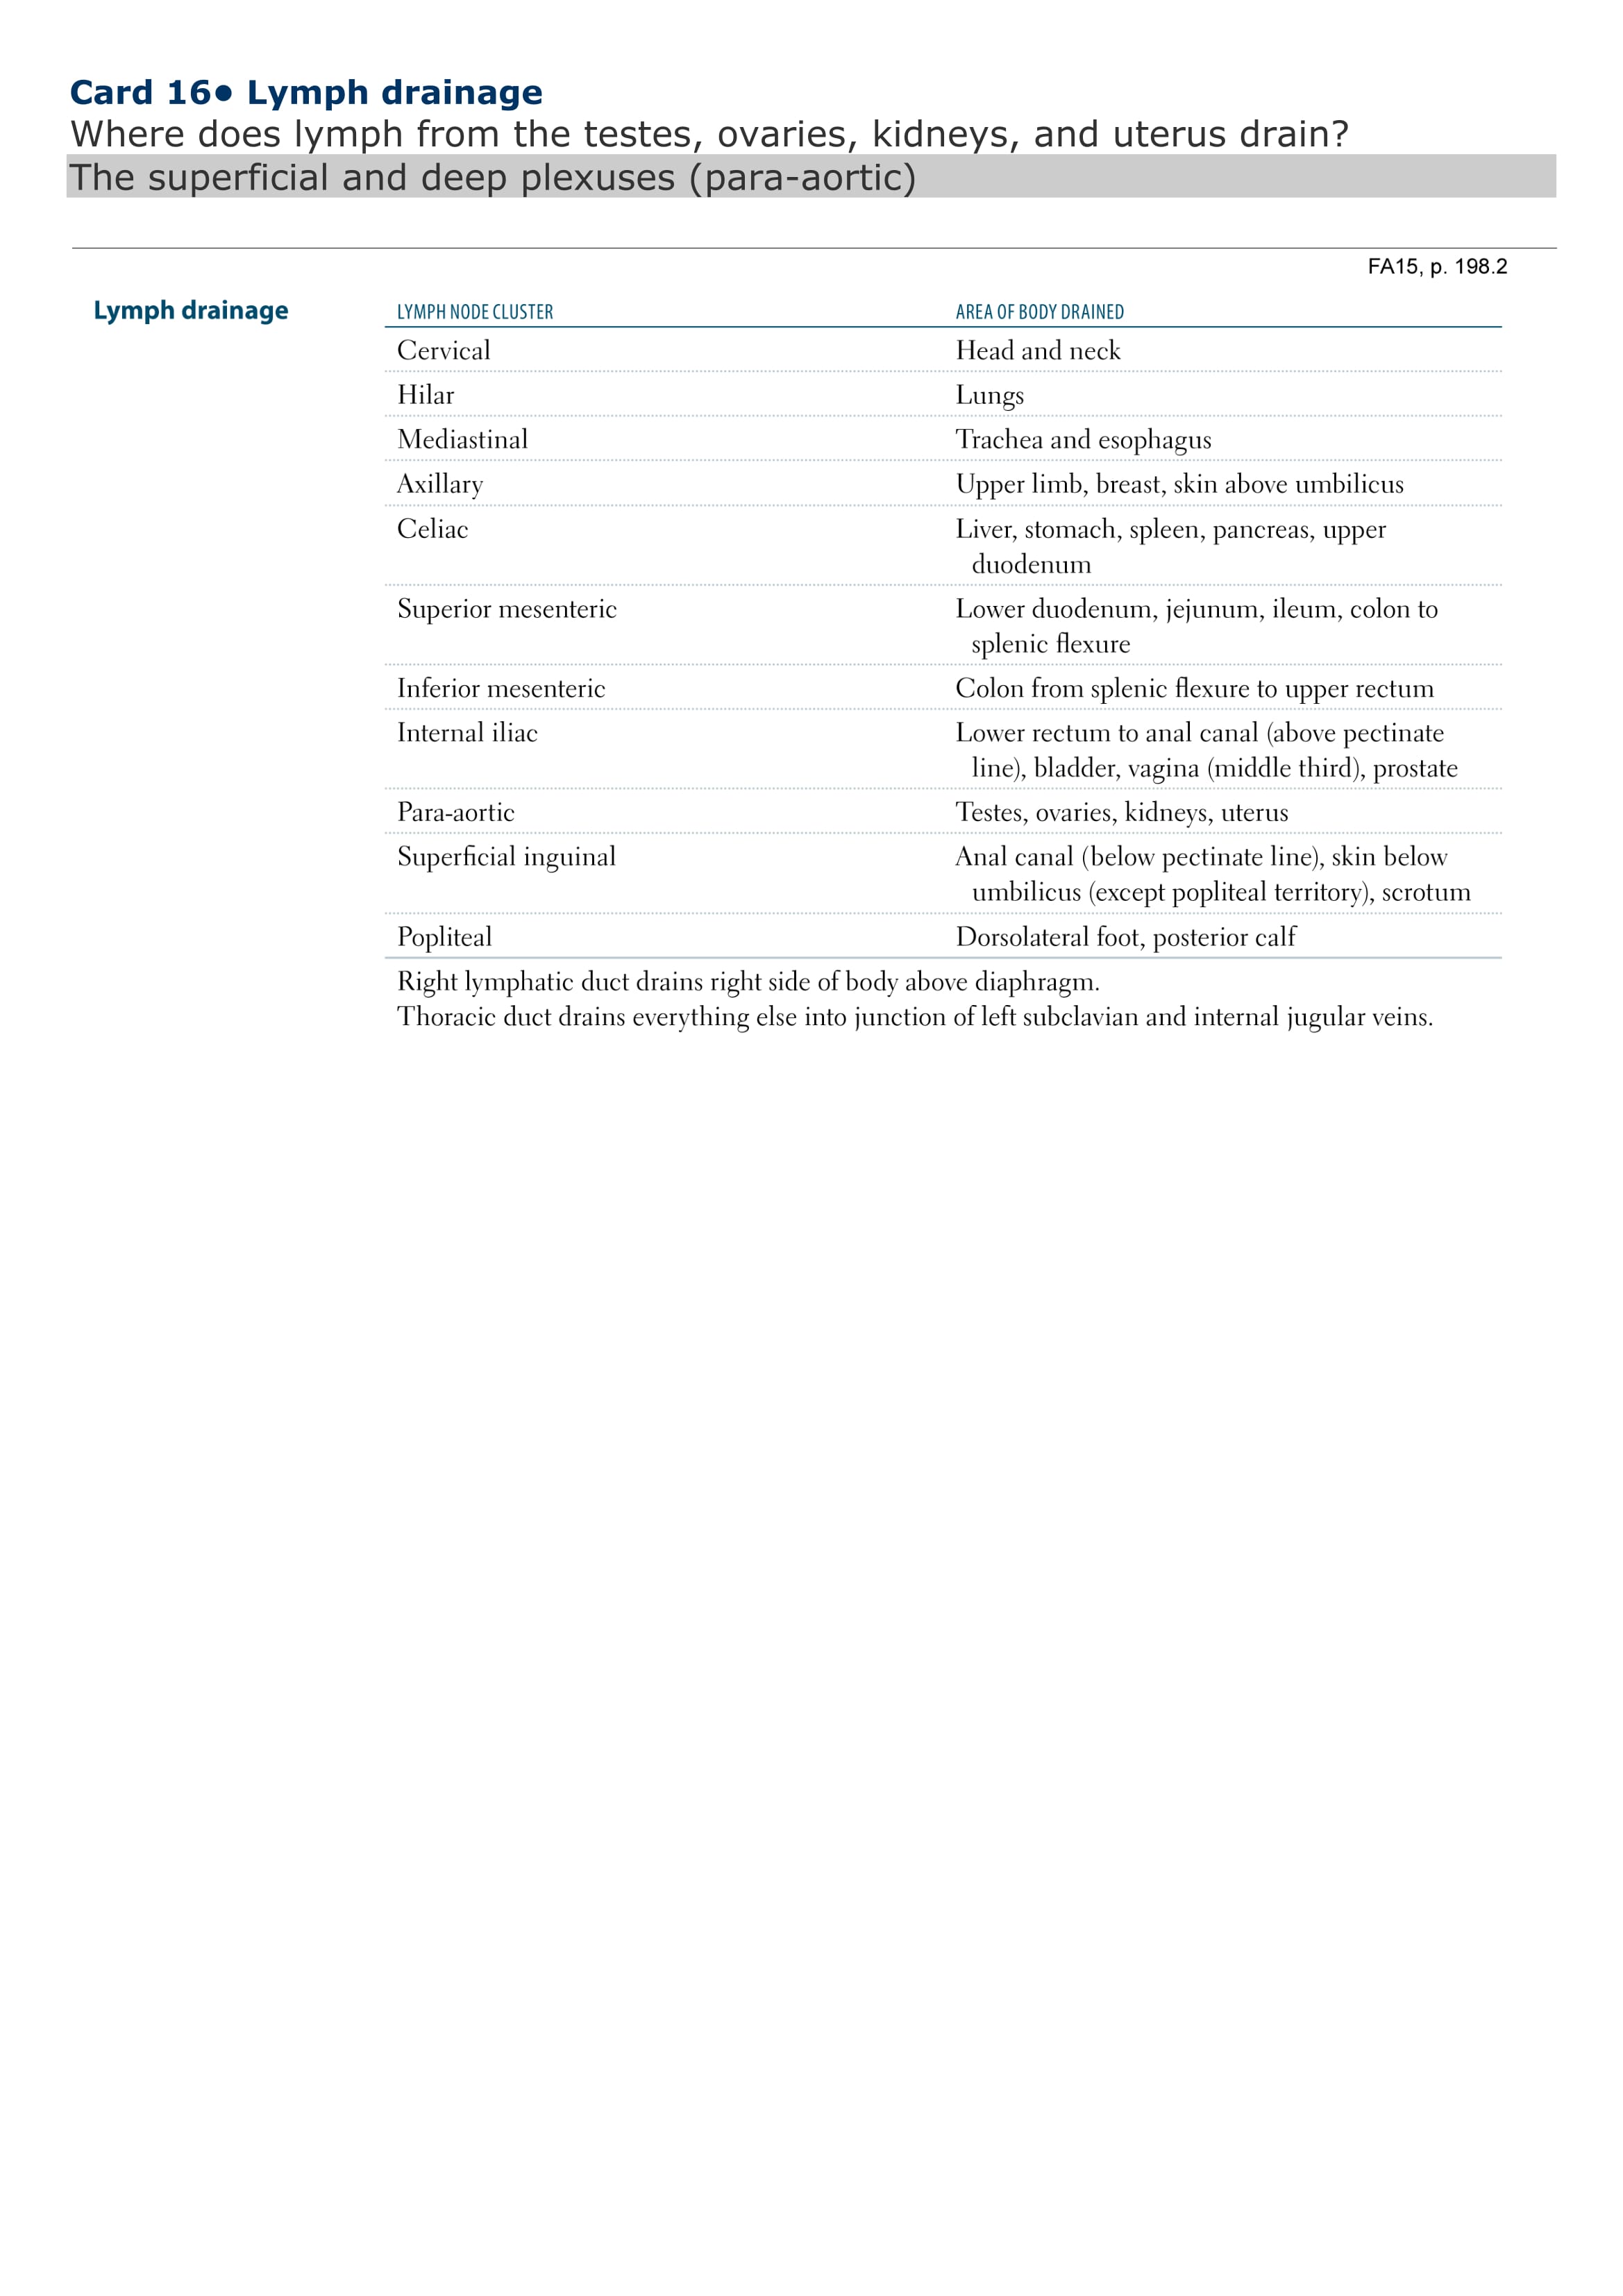 Card 16• Lymph drainage
Where does lymph from the testes, ovaries, kidneys, and uterus drain?
The superficial and deep plexuses (para-aortic)
FA15, p. 198.2
Lymph drainage LYMPH NODE CLUSTER AREA OF BODY DRAINED
Cervical Head and neck
Hilar Lungs
Mediastinal Trachea and esophagus
Axillary Upper limb, breast, skin above umbilicus
Celiac Liver, stomach, spleen, pancreas, upper
duodenum
Superior mesenteric Lower duodenum, jejunum, ileum, colon to
splenic flexure
Inferior mesenteric Colon from splenic flexure to upper rectum
Internal iliac Lower rectum to anal canal (above pectinate
line), bladder, vagina (middle third), prostate
Para-aortic Testes, ovaries, kidneys, uterus
Superficial inguinal Anal canal (below pectinate line), skin below
umbilicus (except popliteal territory), scrotum
Popliteal Dorsolateral foot, posterior calf
Right lymphatic duct drains right side of body above diaphragm.
Thoracic duct drains everything else into junction of left subclavian and internal jugular veins.